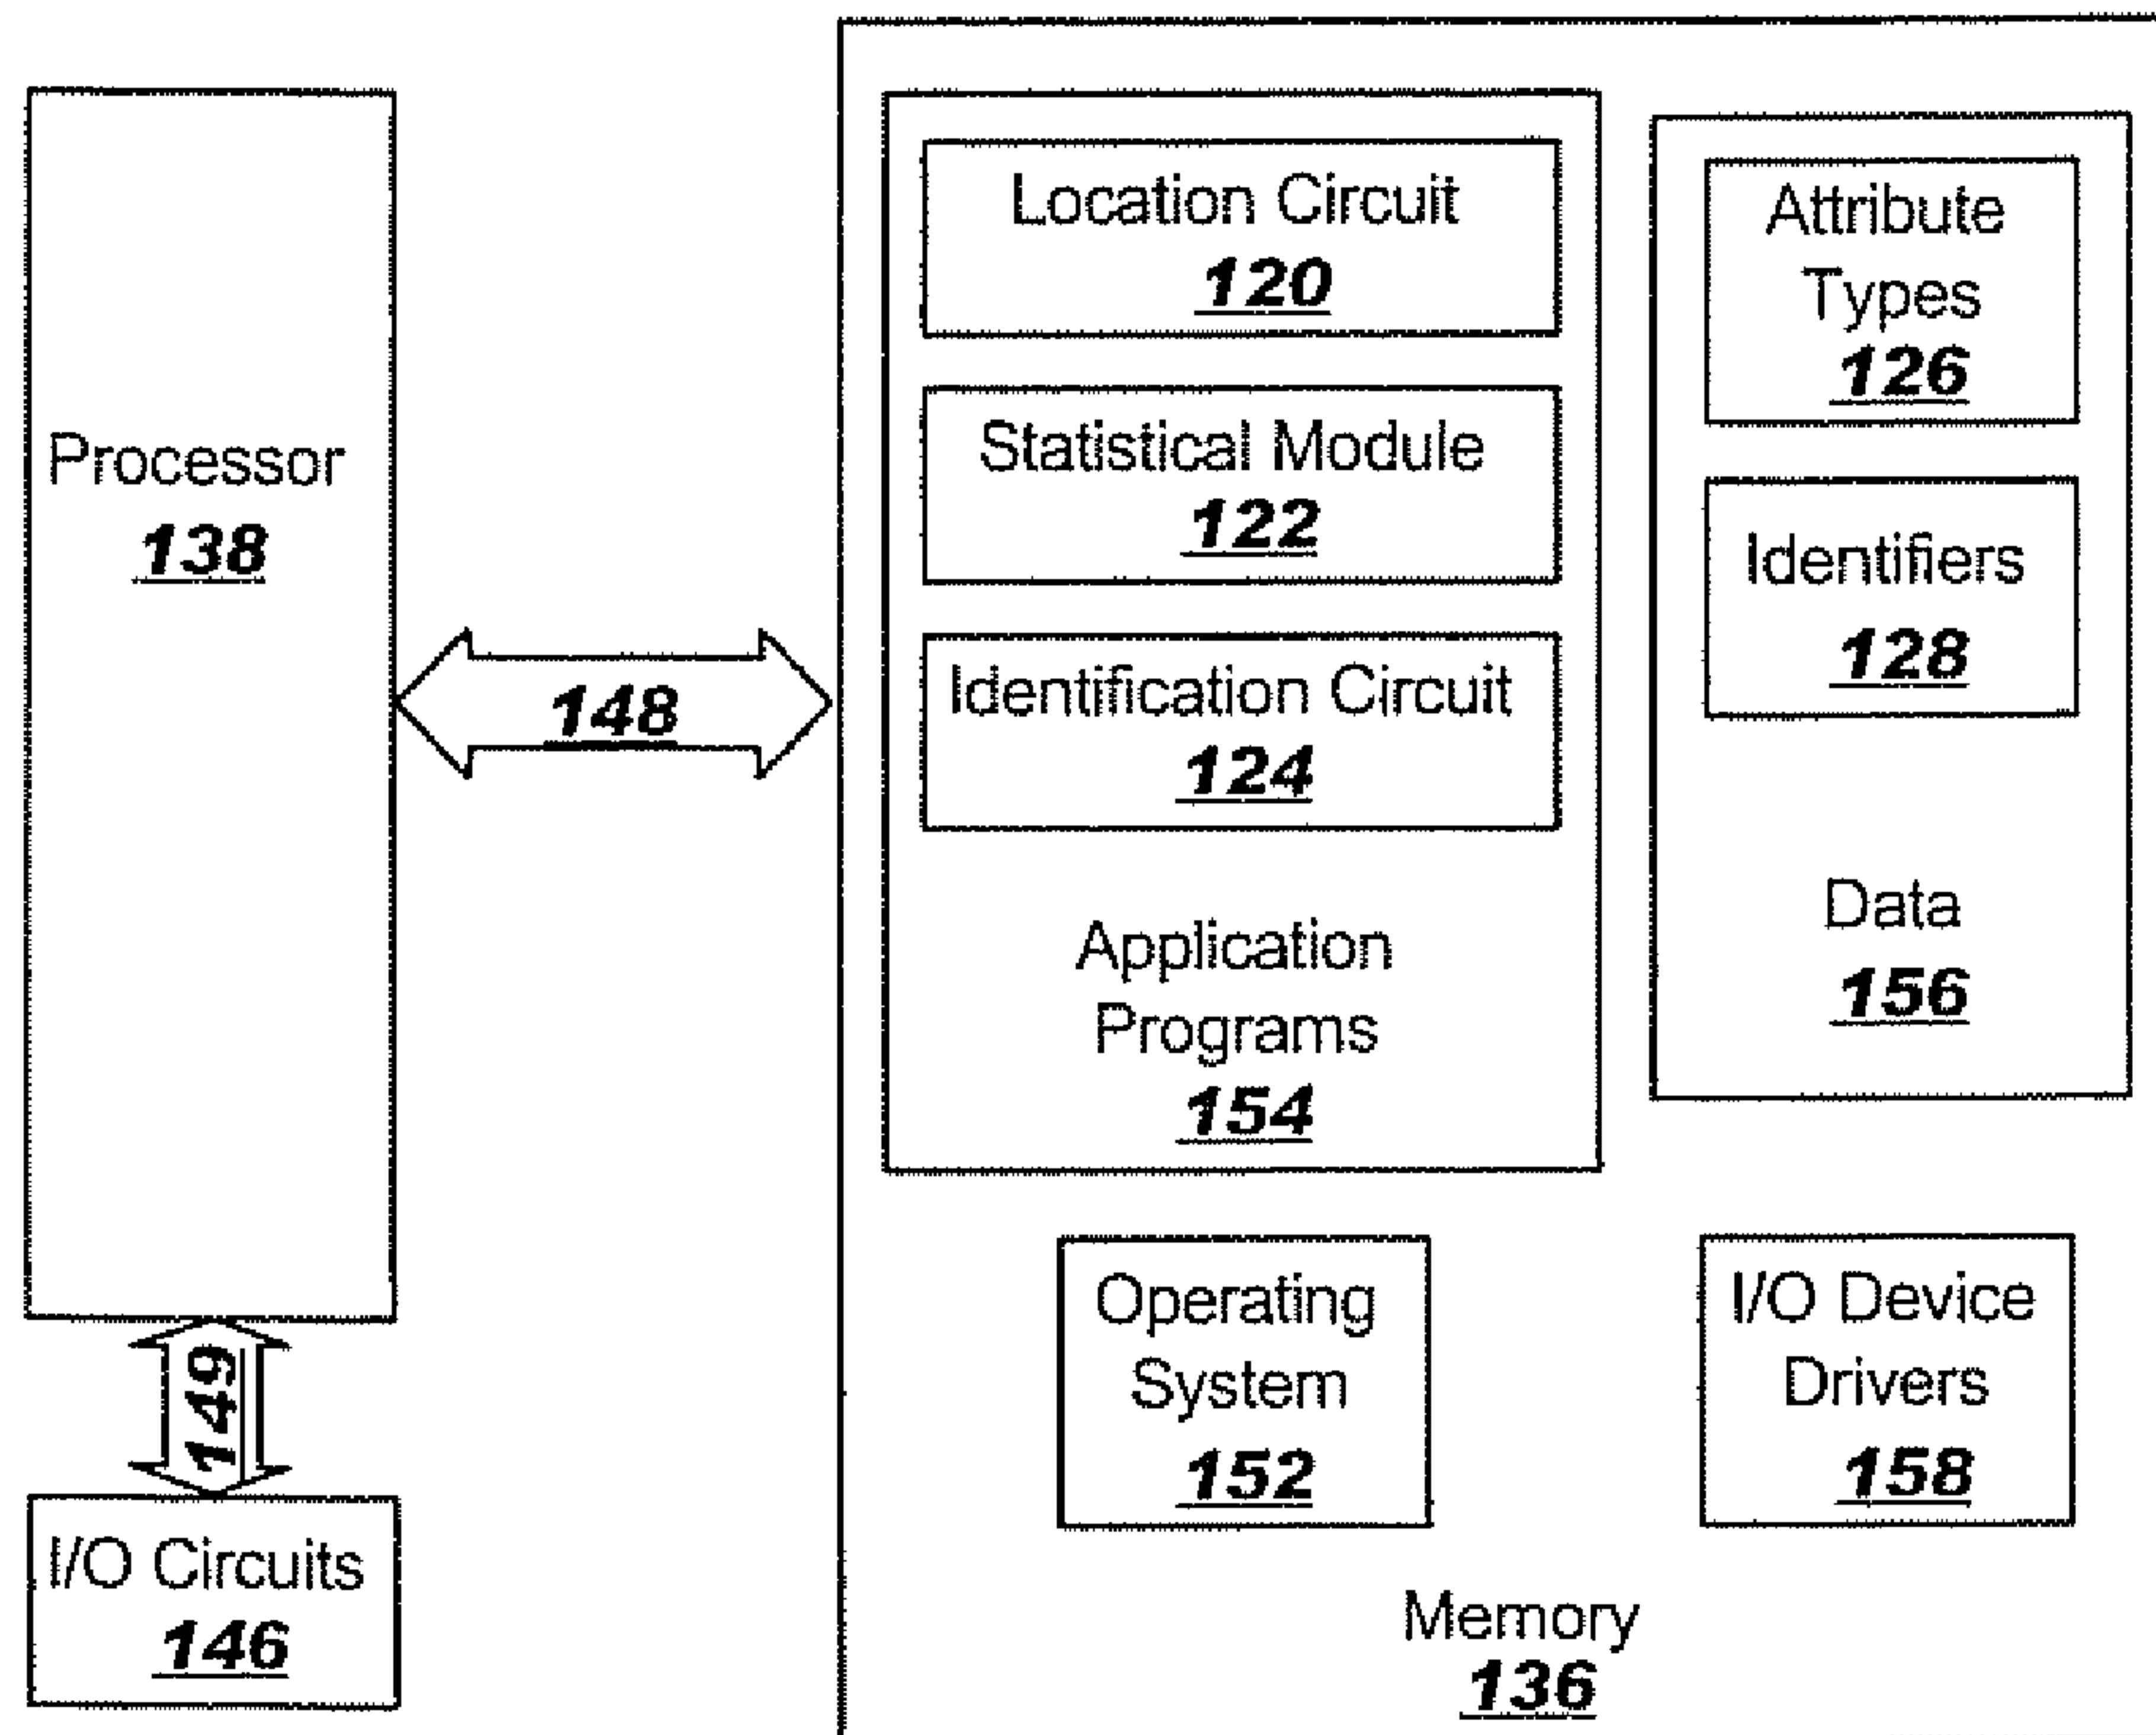 Processor
138
148
149
I/O Circuits
146
Location Circuit
120
Statistical Module
122
Identification Circuit
124
Application
Programs
154
Attribute
Types
126
Identifiers
128
Data
156
Operating
System
152
I/O Device
Drivers
158
Memory
136